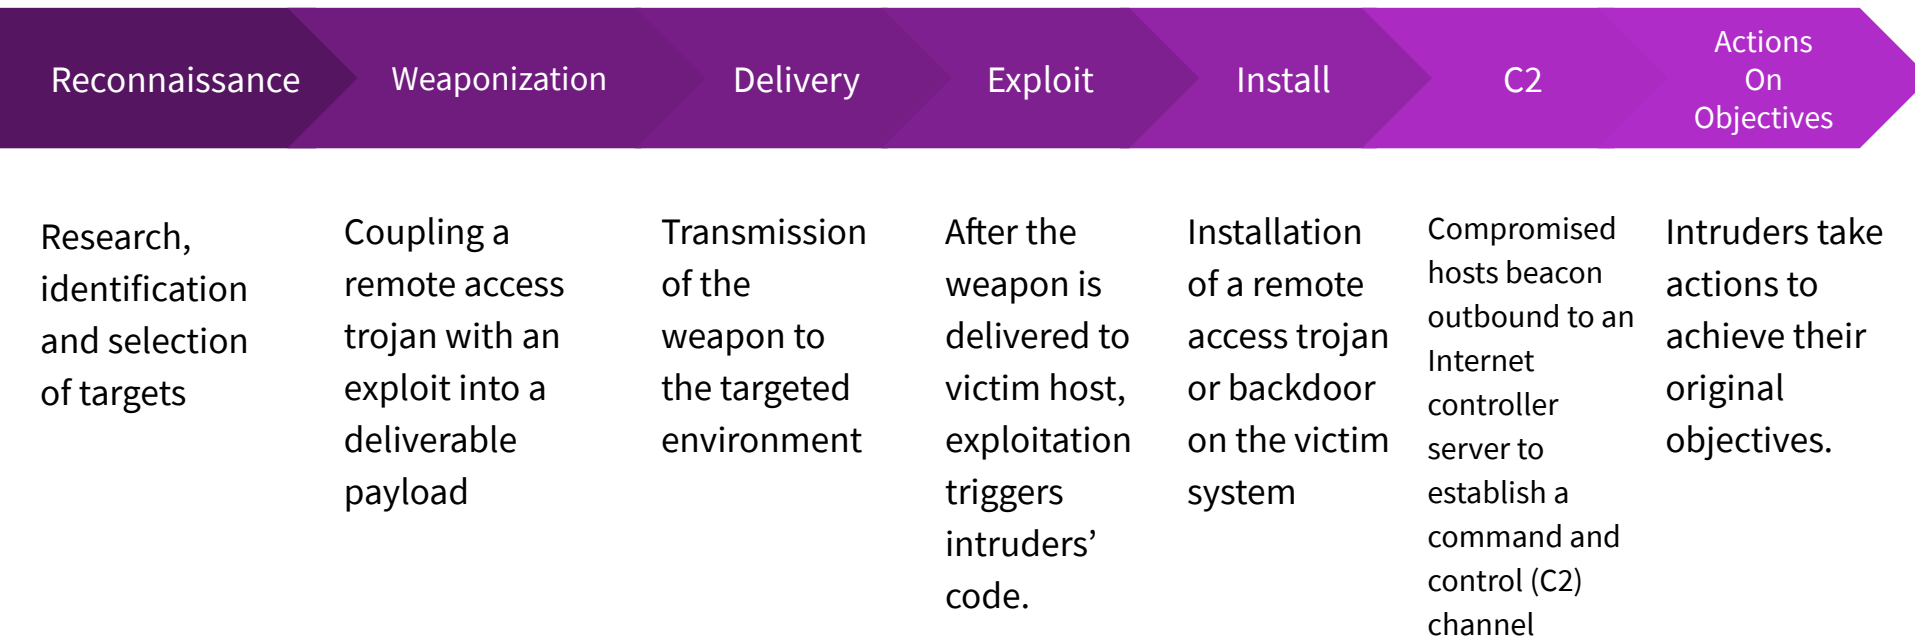 Reconnaissance
Weaponization
Delivery
Exploit
Install
C2
Actions
On
Objectives
Research,
identification
and selection
of targets
Coupling a
remote access
trojan with an
exploit into a
deliverable
payload
Transmission
of the
weapon to
the targeted
environment
After the
weapon is
delivered to
victim host,
exploitation
triggers
intruders’
code.
Installation
of a remote
access trojan
or backdoor
on the victim
system
Compromised
hosts beacon
outbound to an
Internet
controller
server to
establish a
command and
control (C2)
channel
Intruders take
actions to
achieve their
original
objectives.